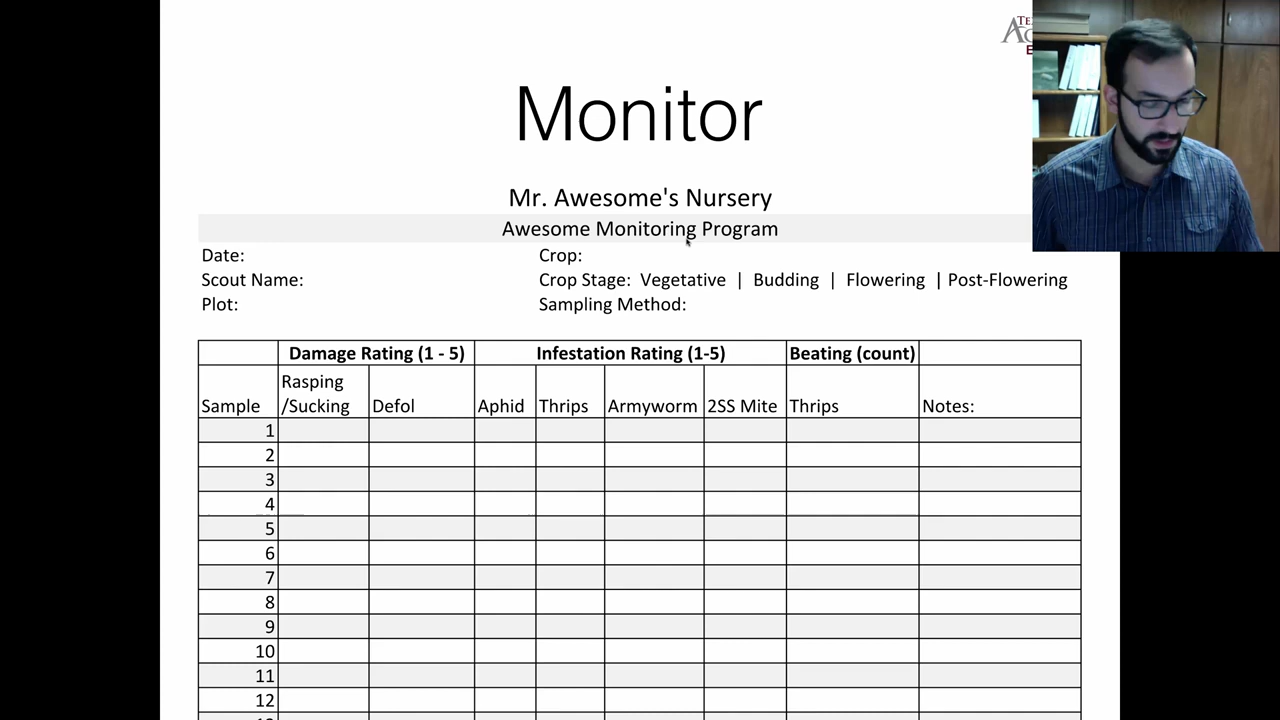 Monitor
Mr. Awesome's Nursery
Awesome Monitoring Program
Date: Crop:
Scout Name: Crop Stage: Vegetative | Budding | Flowering | Post-Flowering
Plot: Sampling Method:
Damage Rating (1 - 5) Infestation Rating (1-5) Beating (count)
Sample Rasping /Sucking Defol Aphid Thrips Armyworm 2SS Mite Thrips Notes:
1
2
3
4
5
6
7
8
9
10
11
12